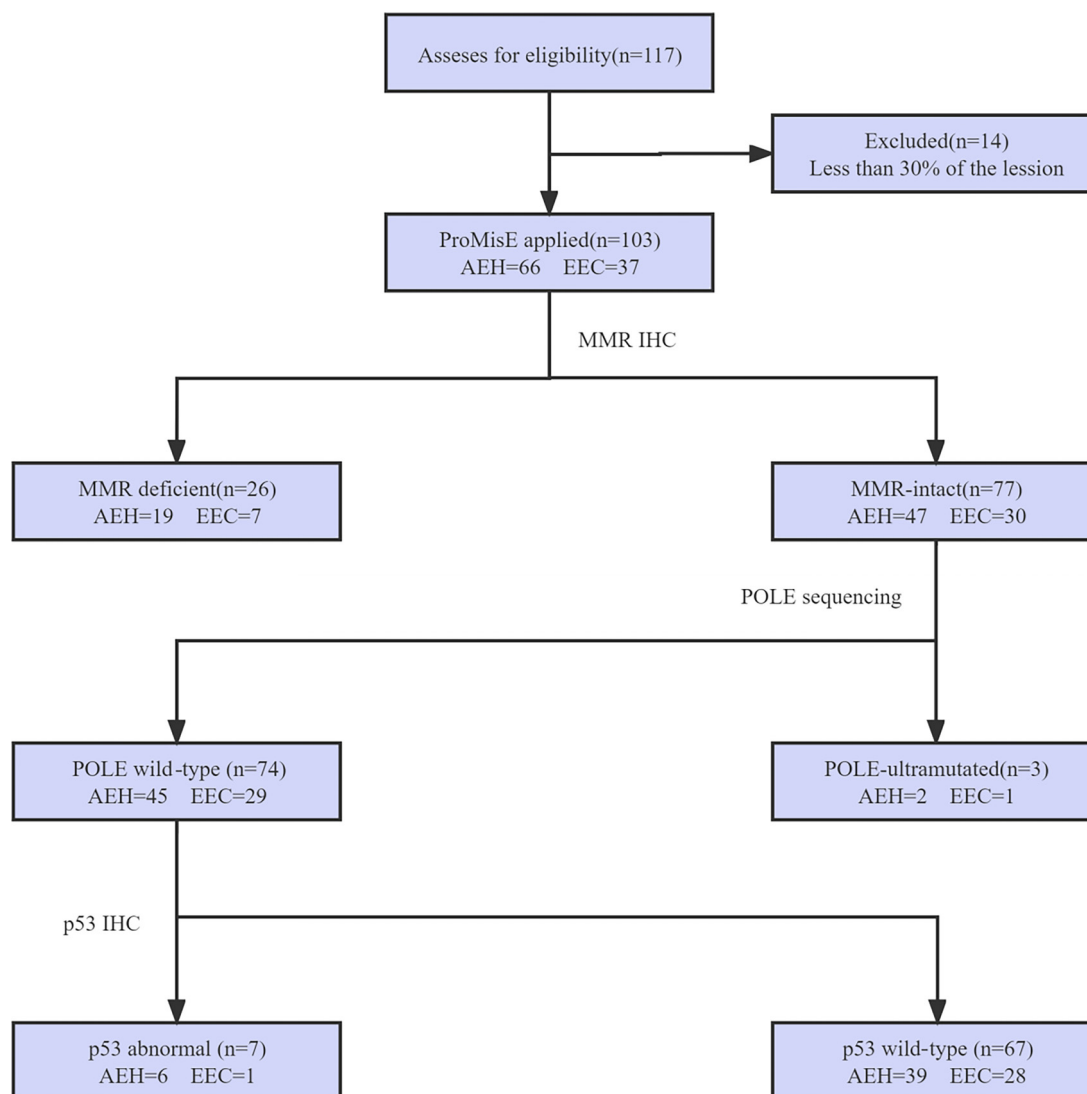 Asseses for eligibility(n=117)
Excluded(n=14)
Less than 30% of the lession
ProMisE applied(n=103)
AEH=66 EEC=37
MMR IHC
MMR deficient(n=26)
AEH=19 EEC=7
MMR-intact(n=77)
AEH=47 EEC=30
POLE sequencing
POLE wild-type (n=74)
AEH=45 EEC=29
POLE-ultramutated(n=3)
AEH=2 EEC=1
p53 IHC
p53 abnormal (n=7)
AEH=6 EEC=1
p53 wild-type (n=67)
AEH=39 EEC=28